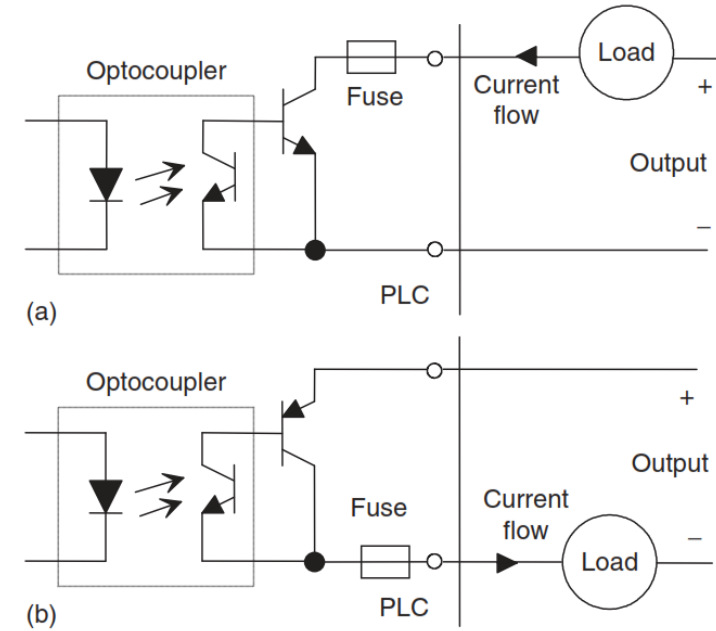 Optocoupler
Fuse
Current
flow
Load
+
Output
−
PLC
(a)
Optocoupler
+
Output
Fuse
Current
flow
Load
−
PLC
(b)